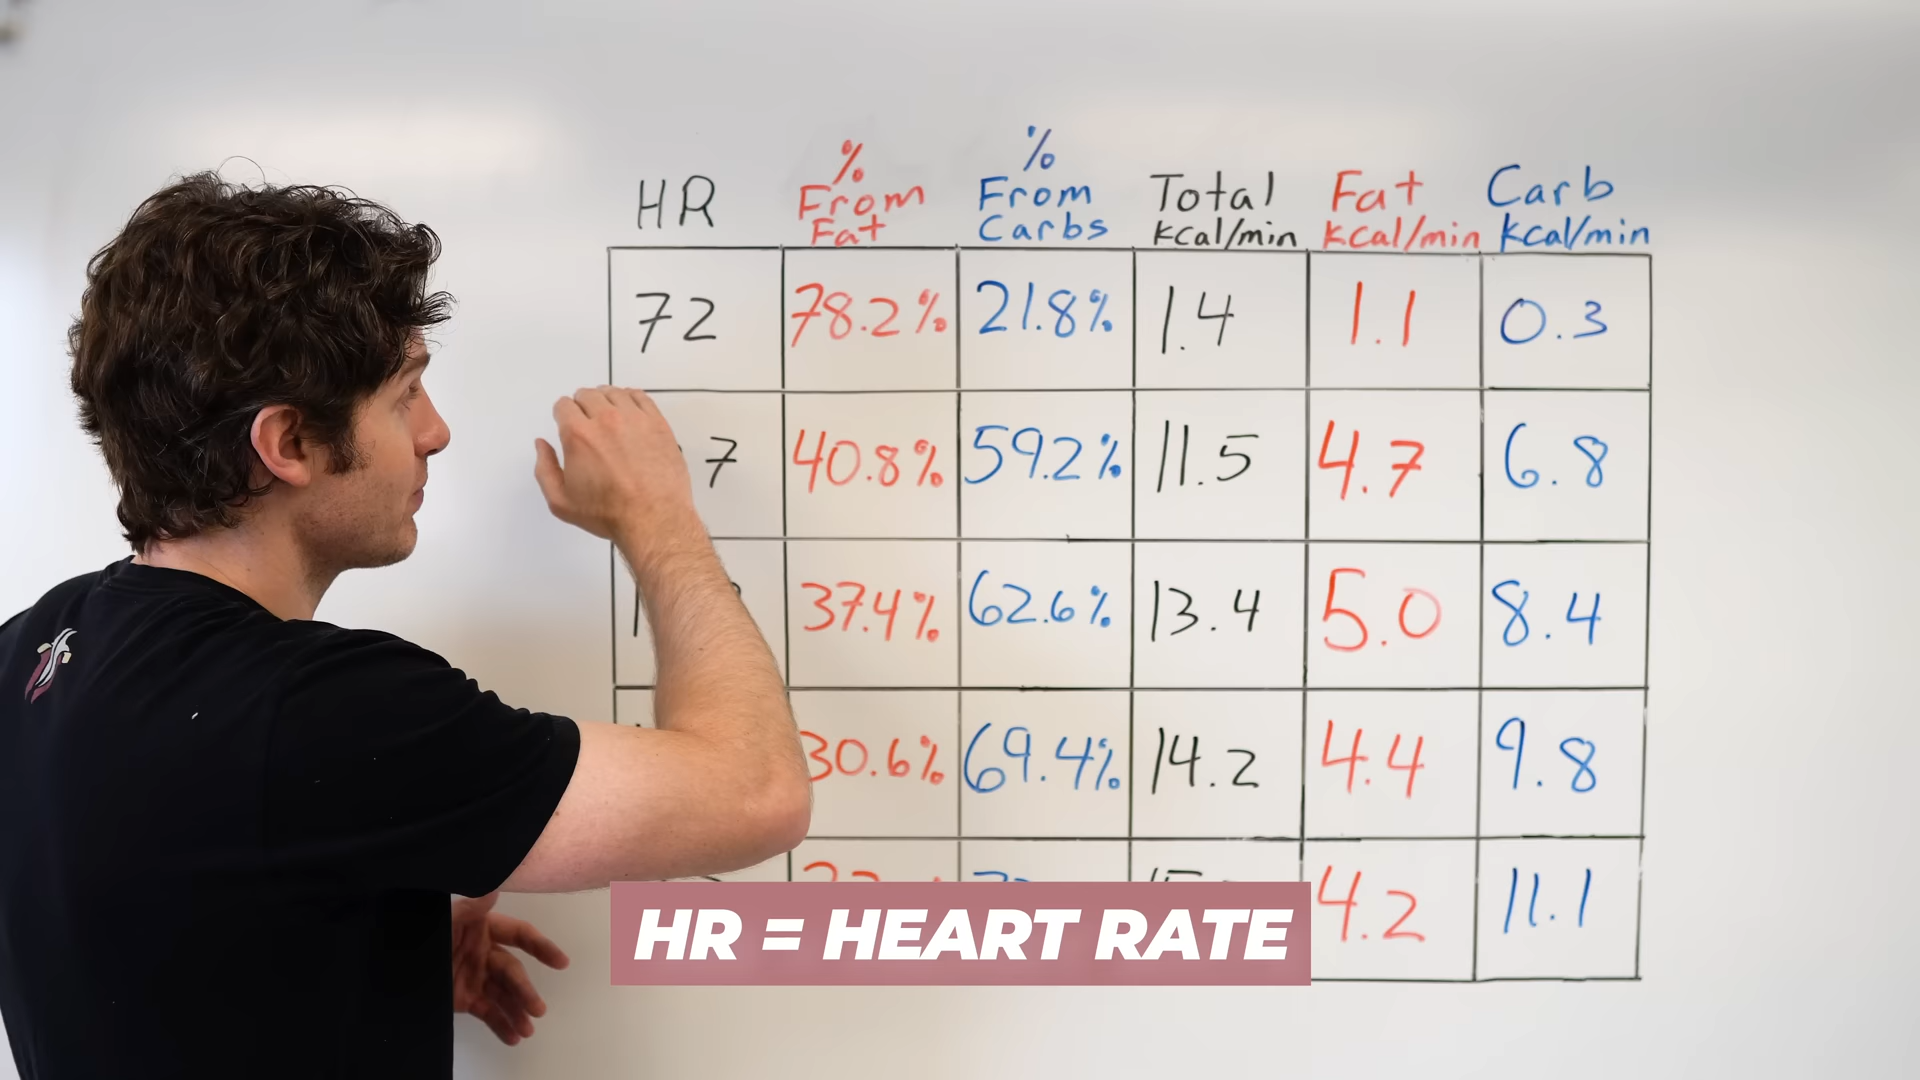 %
%
HR From From Total Fat Carb
Fat Carbs kcal/min kcal/min kcal/min
72 78.2% 21.8% 1.4 1.1 0.3
7 40.8% 59.2% 11.5 4.7 6.8
37.4% 62.6% 13.4 5.0 8.4
30.6% 69.4% 14.2 4.4 9.8
4.2 11.1
HR = HEART RATE